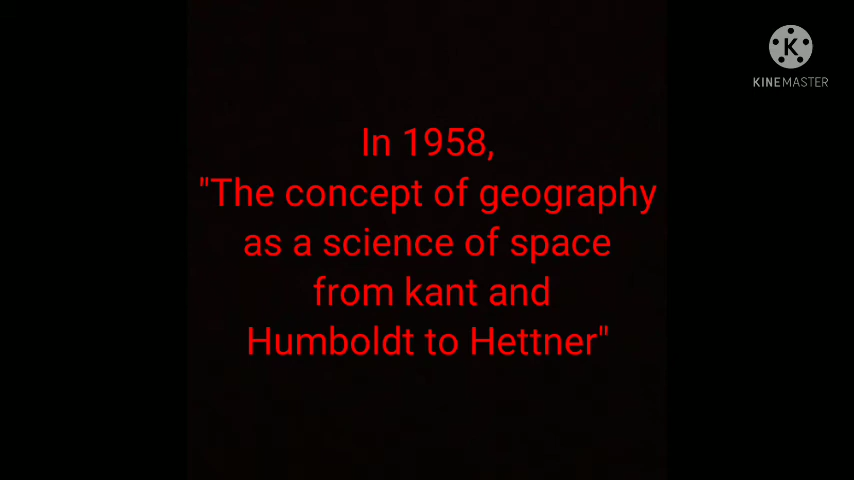 KINEMASTER
In 1958,
"The concept of geography
as a science of space
from kant and
Humboldt to Hettner"